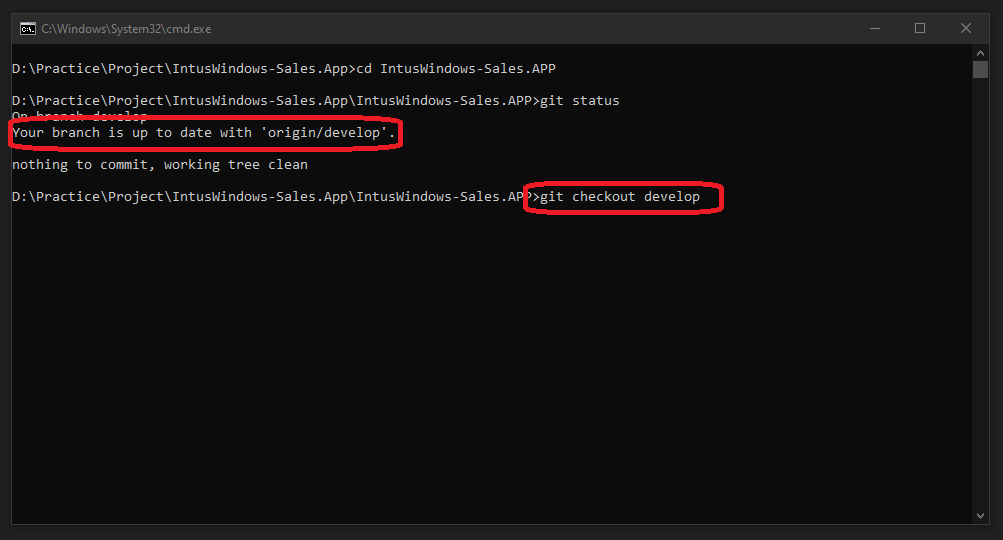 C:\Windows\System32\cmd.exe
D:\Practice\Project\IntusWindows-Sales.App>cd IntusWindows-Sales.APP
D:\Practice\Project\IntusWindows-Sales.App\IntusWindows-Sales.APP>git status
On branch develop
Your branch is up to date with 'origin/develop'.
nothing to commit, working tree clean
D:\Practice\Project\IntusWindows-Sales.App\IntusWindows-Sales.APP>git checkout develop